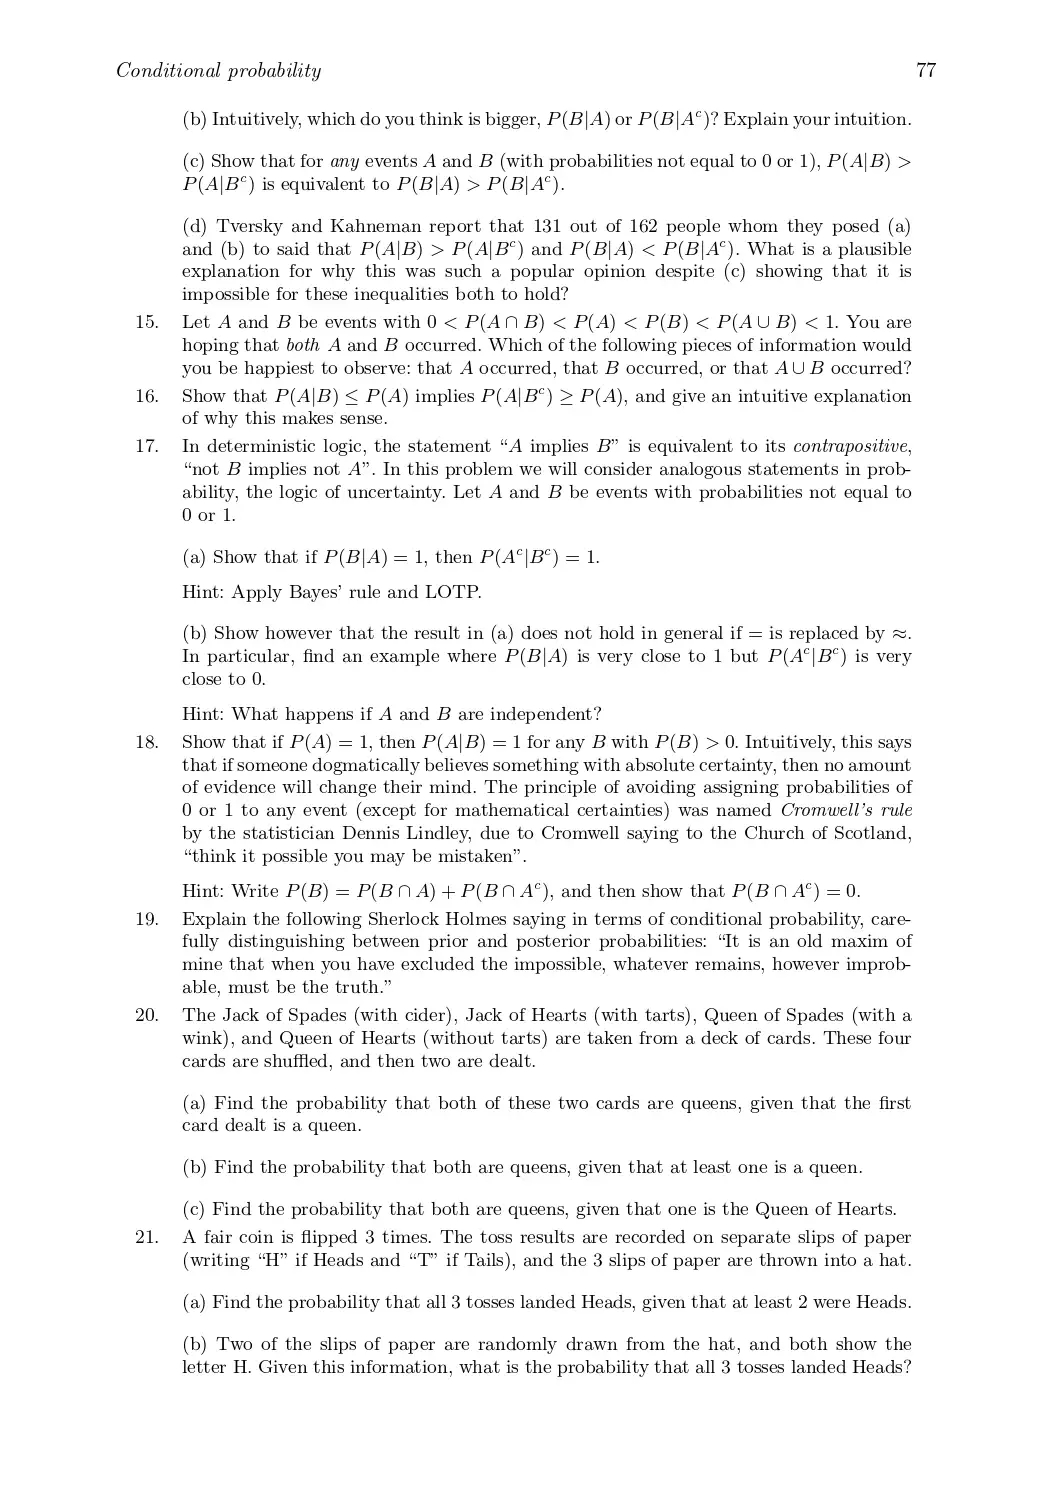 Conditional probability 77
(b) Intuitively, which do you think is bigger, P(B|A) or P(B|Aᶜ)? Explain your intuition.
(c) Show that for any events A and B (with probabilities not equal to 0 or 1), P(A|B) >
P(A|Bᶜ) is equivalent to P(B|A) > P(B|Aᶜ).
(d) Tversky and Kahneman report that 131 out of 162 people whom they posed (a)
and (b) to said that P(A|B) > P(A|Bᶜ) and P(B|A) < P(B|Aᶜ). What is a plausible
explanation for why this was such a popular opinion despite (c) showing that it is
impossible for these inequalities both to hold?
15. Let A and B be events with 0 < P(A ∩ B) < P(A) < P(B) < P(A ∪ B) < 1. You are
hoping that both A and B occurred. Which of the following pieces of information would
you be happiest to observe: that A occurred, that B occurred, or that A ∪ B occurred?
16. Show that P(A|B) ≤ P(A) implies P(A|Bᶜ) ≥ P(A), and give an intuitive explanation
of why this makes sense.
17. In deterministic logic, the statement “A implies B” is equivalent to its contrapositive,
“not B implies not A”. In this problem we will consider analogous statements in prob-
ability, the logic of uncertainty. Let A and B be events with probabilities not equal to
0 or 1.
(a) Show that if P(B|A) = 1, then P(Aᶜ|Bᶜ) = 1.
Hint: Apply Bayes’ rule and LOTP.
(b) Show however that the result in (a) does not hold in general if = is replaced by ≈.
In particular, find an example where P(B|A) is very close to 1 but P(Aᶜ|Bᶜ) is very
close to 0.
Hint: What happens if A and B are independent?
18. Show that if P(A) = 1, then P(A|B) = 1 for any B with P(B) > 0. Intuitively, this says
that if someone dogmatically believes something with absolute certainty, then no amount
of evidence will change their mind. The principle of avoiding assigning probabilities of
0 or 1 to any event (except for mathematical certainties) was named Cromwell’s rule
by the statistician Dennis Lindley, due to Cromwell saying to the Church of Scotland,
“think it possible you may be mistaken”.
Hint: Write P(B) = P(B ∩ A) + P(B ∩ Aᶜ), and then show that P(B ∩ Aᶜ) = 0.
19. Explain the following Sherlock Holmes saying in terms of conditional probability, care-
fully distinguishing between prior and posterior probabilities: “It is an old maxim of
mine that when you have excluded the impossible, whatever remains, however improb-
able, must be the truth.”
20. The Jack of Spades (with cider), Jack of Hearts (with tarts), Queen of Spades (with a
wink), and Queen of Hearts (without tarts) are taken from a deck of cards. These four
cards are shuffled, and then two are dealt.
(a) Find the probability that both of these two cards are queens, given that the first
card dealt is a queen.
(b) Find the probability that both are queens, given that at least one is a queen.
(c) Find the probability that both are queens, given that one is the Queen of Hearts.
21. A fair coin is flipped 3 times. The toss results are recorded on separate slips of paper
(writing “H” if Heads and “T” if Tails), and the 3 slips of paper are thrown into a hat.
(a) Find the probability that all 3 tosses landed Heads, given that at least 2 were Heads.
(b) Two of the slips of paper are randomly drawn from the hat, and both show the
letter H. Given this information, what is the probability that all 3 tosses landed Heads?